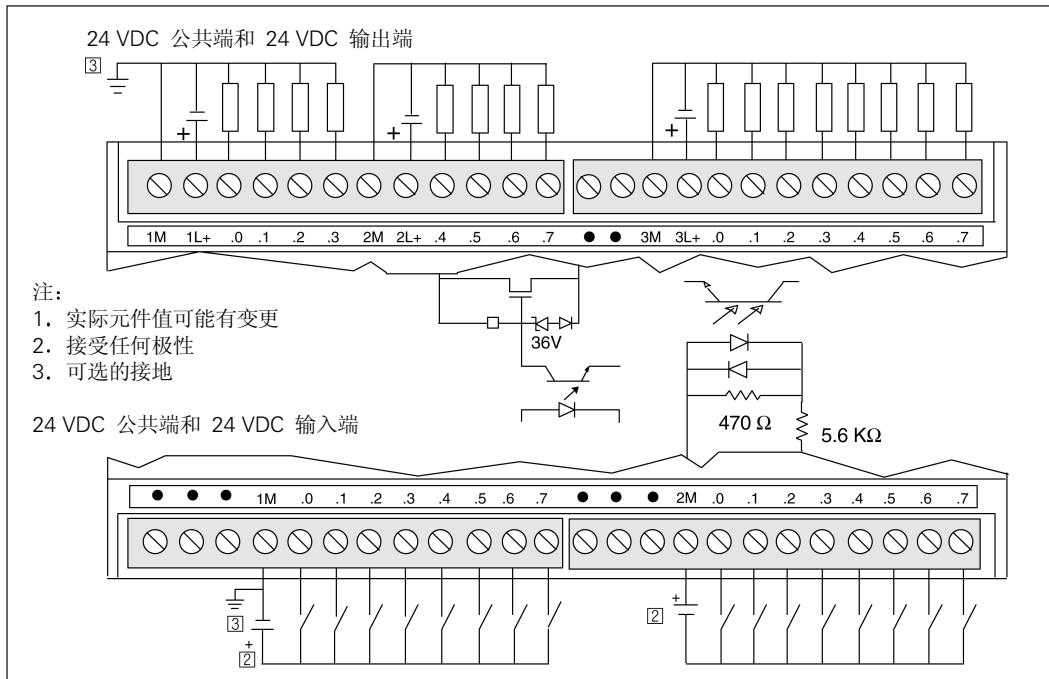 24 VDC 公共端和 24 VDC 输出端
3
+ + +
1M 1L+ .0 .1 .2 .3 2M 2L+ .4 .5 .6 .7 ● ● 3M 3L+ .0 .1 .2 .3 .4 .5 .6 .7
注：
1．实际元件值可能有变更
2．接受任何极性
3．可选的接地
36V
470 Ω
5.6 KΩ
24 VDC 公共端和 24 VDC 输入端
● ● ● 1M .0 .1 .2 .3 .4 .5 .6 .7 ● ● ● 2M .0 .1 .2 .3 .4 .5 .6 .7
3
+
2
+
2